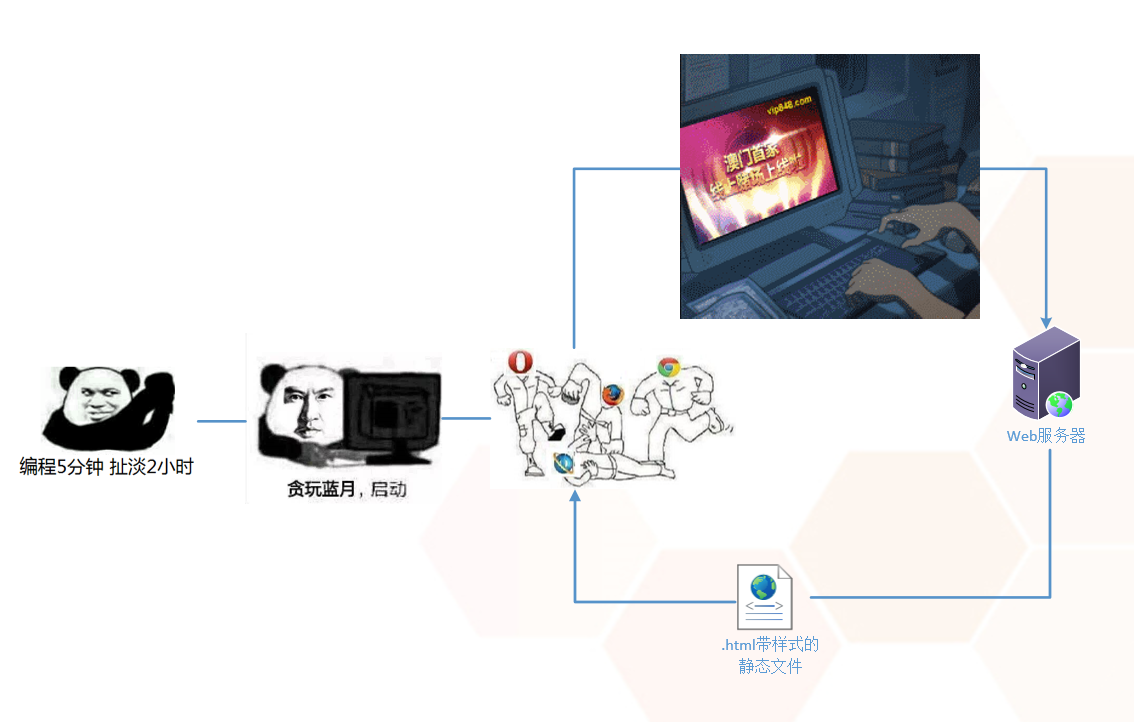 vip848.com
澳门首家
线上赌场上线啦
Web服务器
编程5分钟 扯淡2小时
贪玩蓝月，启动
.html带样式的
静态文件